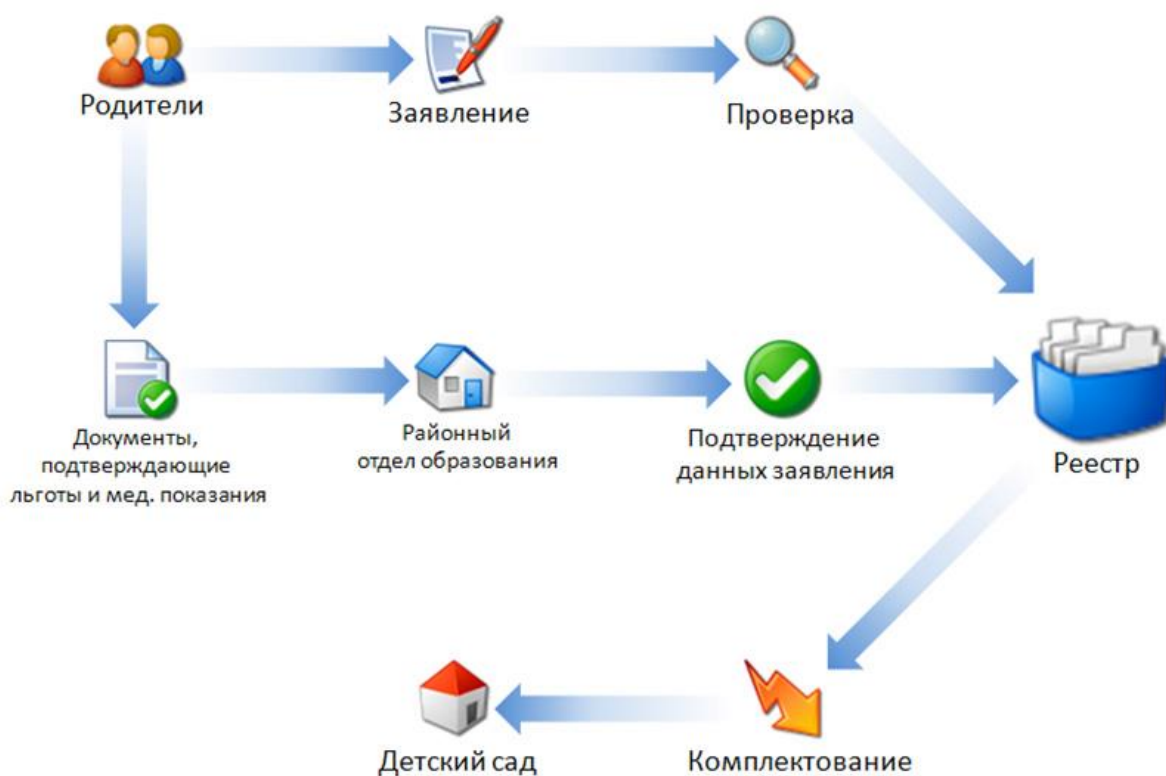 Родители
Заявление
Проверка
Документы,
подтверждающие
льготы и мед. показания
Районный
отдел образования
Подтверждение
данных заявления
Реестр
Детский сад
Комплектование